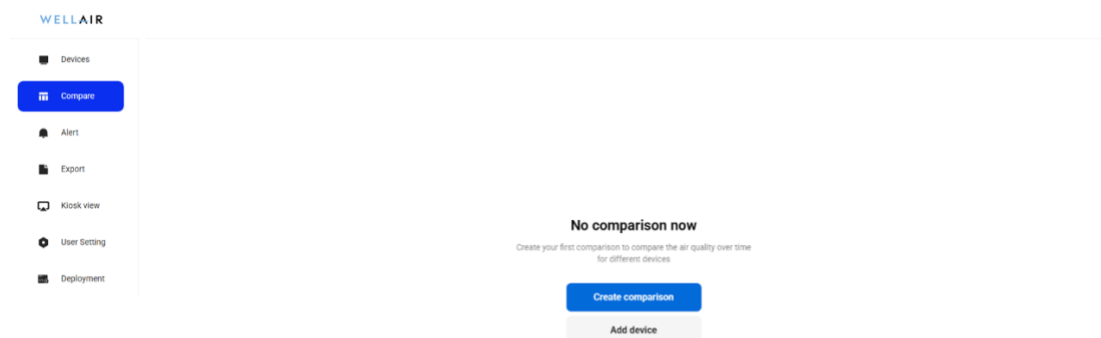 WELLAIR
Devices
Compare
Alert
Export
Kiosk view
User Setting
Deployment
No comparison now
Create your first comparison to compare the air quality over time
for different devices
Create comparison
Add device